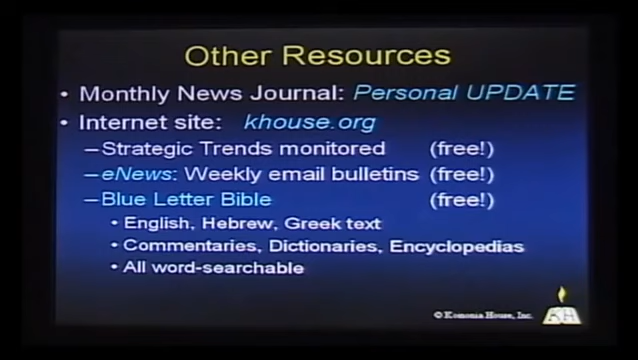 Other Resources
• Monthly News Journal: Personal UPDATE
• Internet site: khouse.org
–Strategic Trends monitored (free!)
–eNews: Weekly email bulletins (free!)
–Blue Letter Bible (free!)
• English, Hebrew, Greek text
• Commentaries, Dictionaries, Encyclopedias
• All word-searchable
© Koinonia House, Inc.
KH